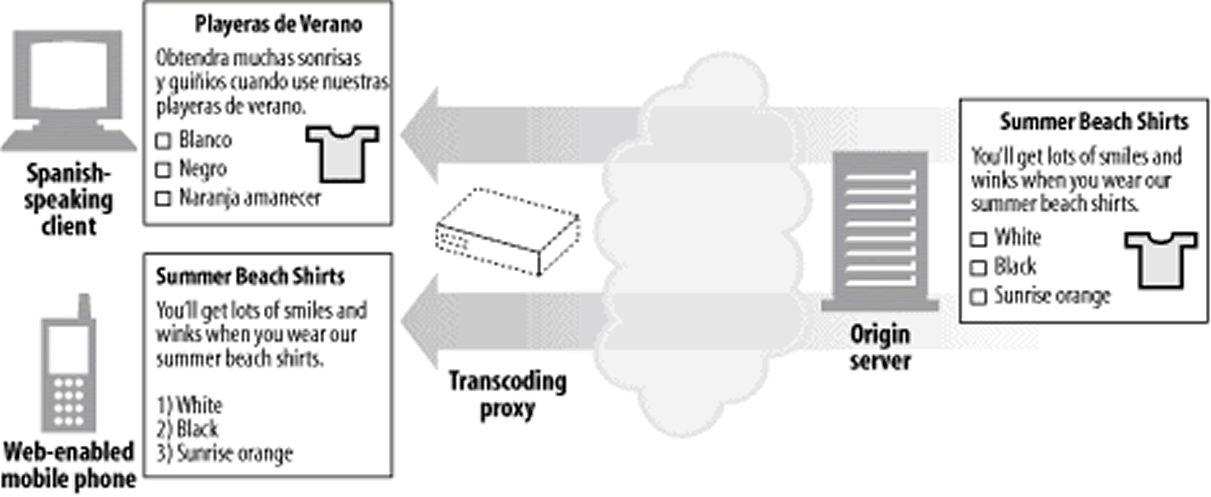 Playeras de Verano
Obtendra muchas sonrisas
y guiñios cuando use nuestras
playeras de verano.
Blanco
Negro
Naranja amanecer
Spanish-
speaking
client
Summer Beach Shirts
You'll get lots of smiles and
winks when you wear our
summer beach shirts.
1) White
2) Black
3) Sunrise orange
Web-enabled
mobile phone
Transcoding
proxy
Origin
server
Summer Beach Shirts
You'll get lots of smiles and
winks when you wear our
summer beach shirts.
White
Black
Sunrise orange